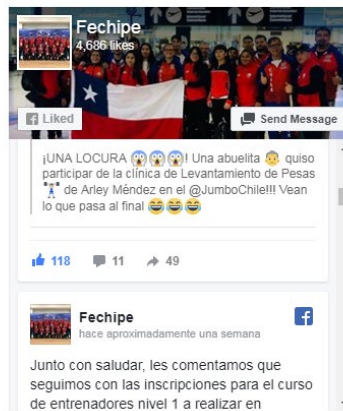 Fechipe
4,686 likes
Liked
Send Message
¡UNA LOCURA 😱😱😱! Una abuelita 👵 quiso
participar de la clínica de Levantamiento de Pesas
🏋 de Arley Méndez en el @JumboChile!!! Vean
lo que pasa al final 😂😂😂
118 11 49
Fechipe
hace aproximadamente una semana
Junto con saludar, les comentamos que
seguimos con las inscripciones para el curso
de entrenadores nivel 1 a realizar en